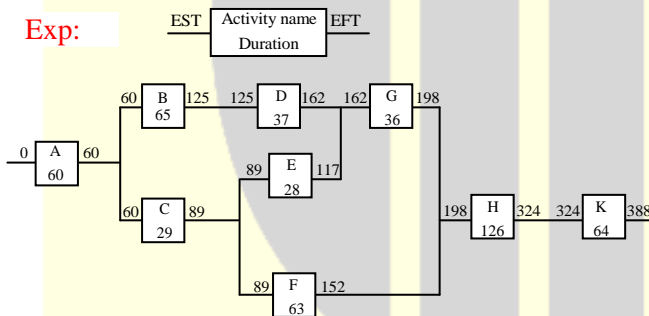 Exp:
EST Activity name EFT
Duration
60 B 125 125 D 162 162 G 198
65 37 36
0 A 60
60
89 E 117
28
60 C 89
29
198 H 324 324 K 388
126 64
89 F 152
63